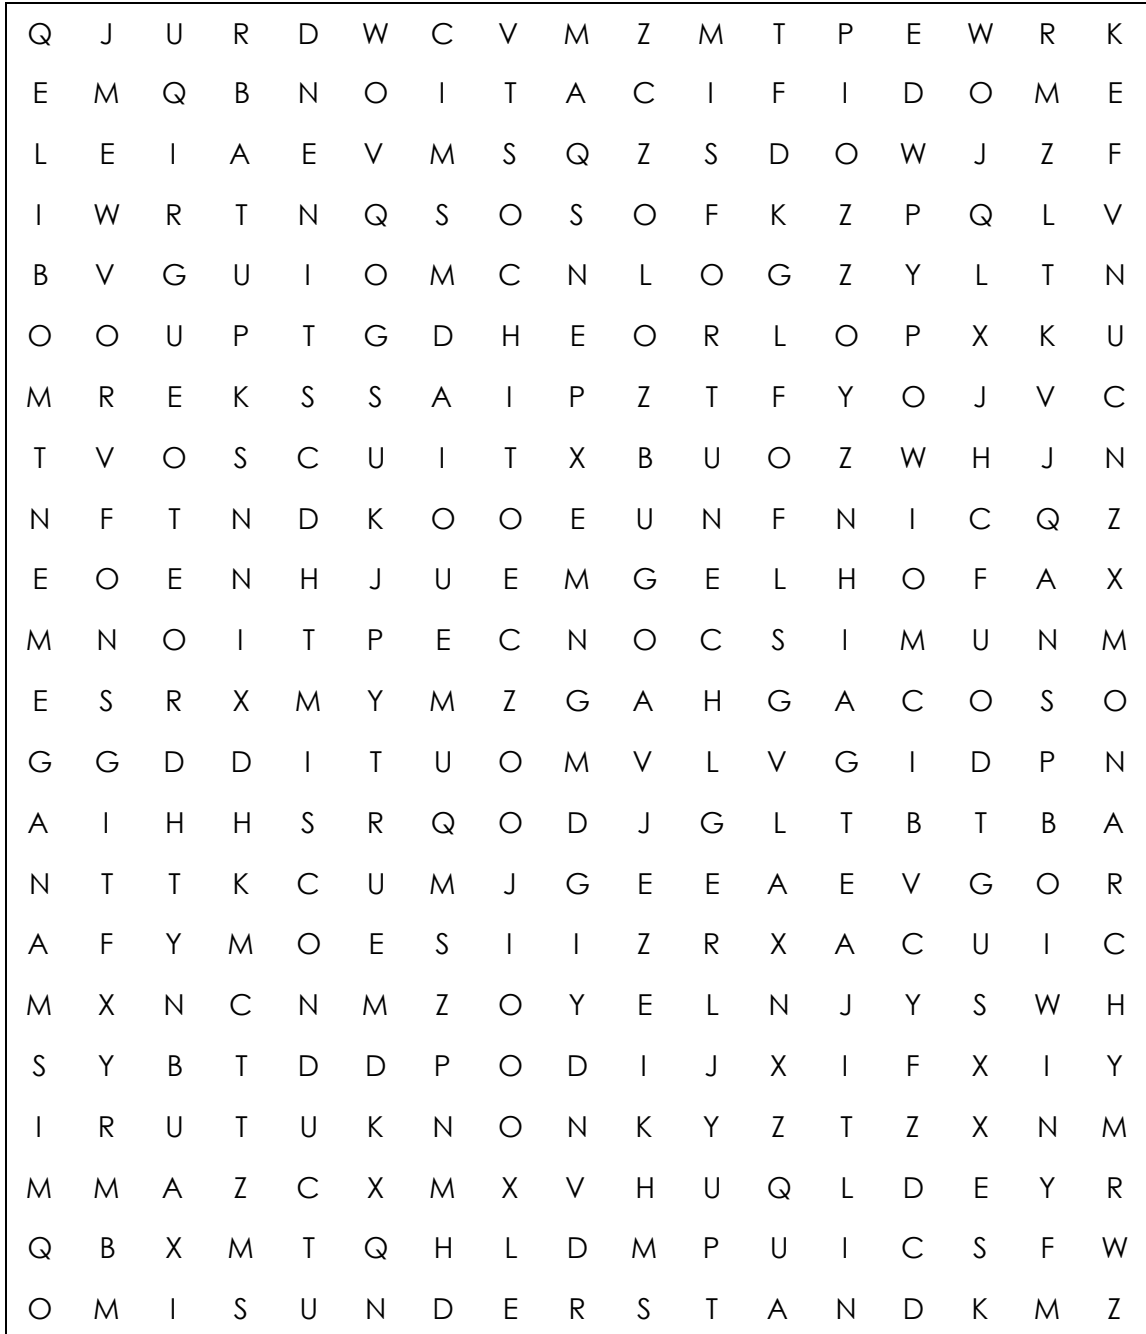 Q J U R D W C V M Z M T P E W R K
E M Q B N O I T A C I F I D O M E
L E I A E V M S Q Z S D O W J Z F
I W R T N Q S O S O F K Z P Q L V
B V G U I O M C N L O G Z Y L T N
O O U P T G D H E O R L O P X K U
M R E K S S A I P Z T F Y O J V C
T V O S C U I T X B U O Z W H J N
N F T N D K O O E U N F N I C Q Z
E O E N H J U E M G E L H O F A X
M N O I T P E C N O C S I M U N M
E S R X M Y M Z G A H G A C O S O
G G D D I T U O M V L V G I D P N
A I H H S R Q O D J G L T B T B A
N T T K C U M J G E E A E V G O R
A F Y M O E S I I Z R X A C U I C
M X N C N M Z O Y E L N J Y S W H
S Y B T D D P O D I J X I F X I Y
I R U T U K N O N K Y Z T Z X N M
M M A Z C X M X V H U Q L D E Y R
Q B X M T Q H L D M P U I C S F W
O M I S U N D E R S T A N D K M Z